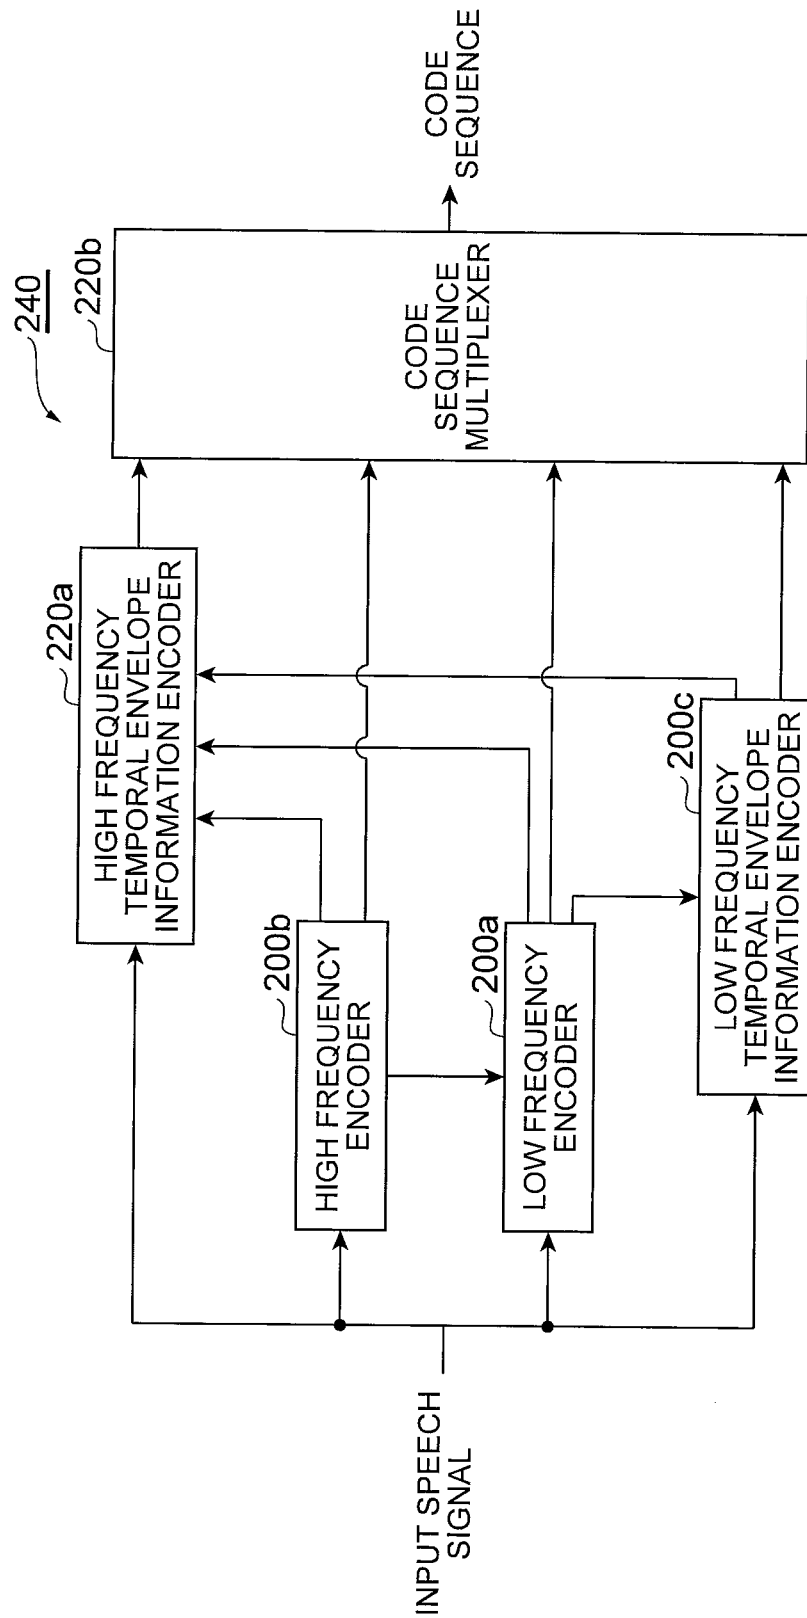 240
INPUT SPEECH
SIGNAL
220a
HIGH FREQUENCY
TEMPORAL ENVELOPE
INFORMATION ENCODER
200b
HIGH FREQUENCY
ENCODER
200a
LOW FREQUENCY
ENCODER
200c
LOW FREQUENCY
TEMPORAL ENVELOPE
INFORMATION ENCODER
220b
CODE
SEQUENCE
MULTIPLEXER
CODE
SEQUENCE